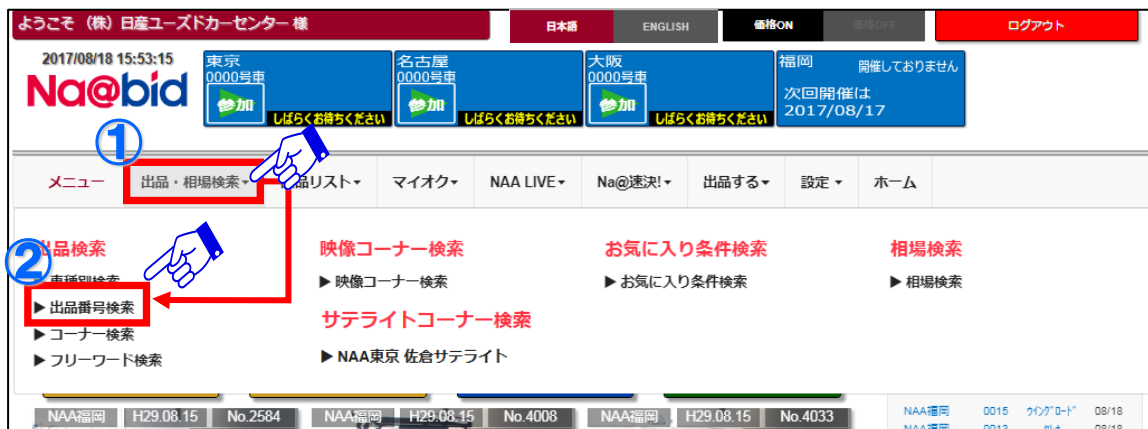 ようこそ（株）日産ユーズドカーセンター 様
日本語
ENGLISH
価格ON
価格OFF
ログアウト
2017/08/18 15:53:15
Na@bid
東京
0000号車
参加
しばらくお待ちください
名古屋
0000号車
参加
しばらくお待ちください
大阪
0000号車
参加
しばらくお待ちください
福岡
開催しておりません
次回開催は
2017/08/17
①
メニュー
出品・相場検索▾
品リスト▾
マイオク▾
NAA LIVE▾
Na@速決!▾
出品する▾
設定 ▾
ホーム
②
出品検索
車種別検索
▶ 出品番号検索
▶ コーナー検索
▶ フリーワード検索
映像コーナー検索
▶ 映像コーナー検索
サテライトコーナー検索
▶ NAA東京 佐倉サテライト
お気に入り条件検索
▶ お気に入り条件検索
相場検索
▶ 相場検索
NAA福岡 H29.08.15 No.2584
NAA福岡 H29.08.15 No.4008
NAA福岡 H29.08.15 No.4033
NAA福岡 0015 ｳｲﾝｸﾞﾛｰﾄﾞ 08/18